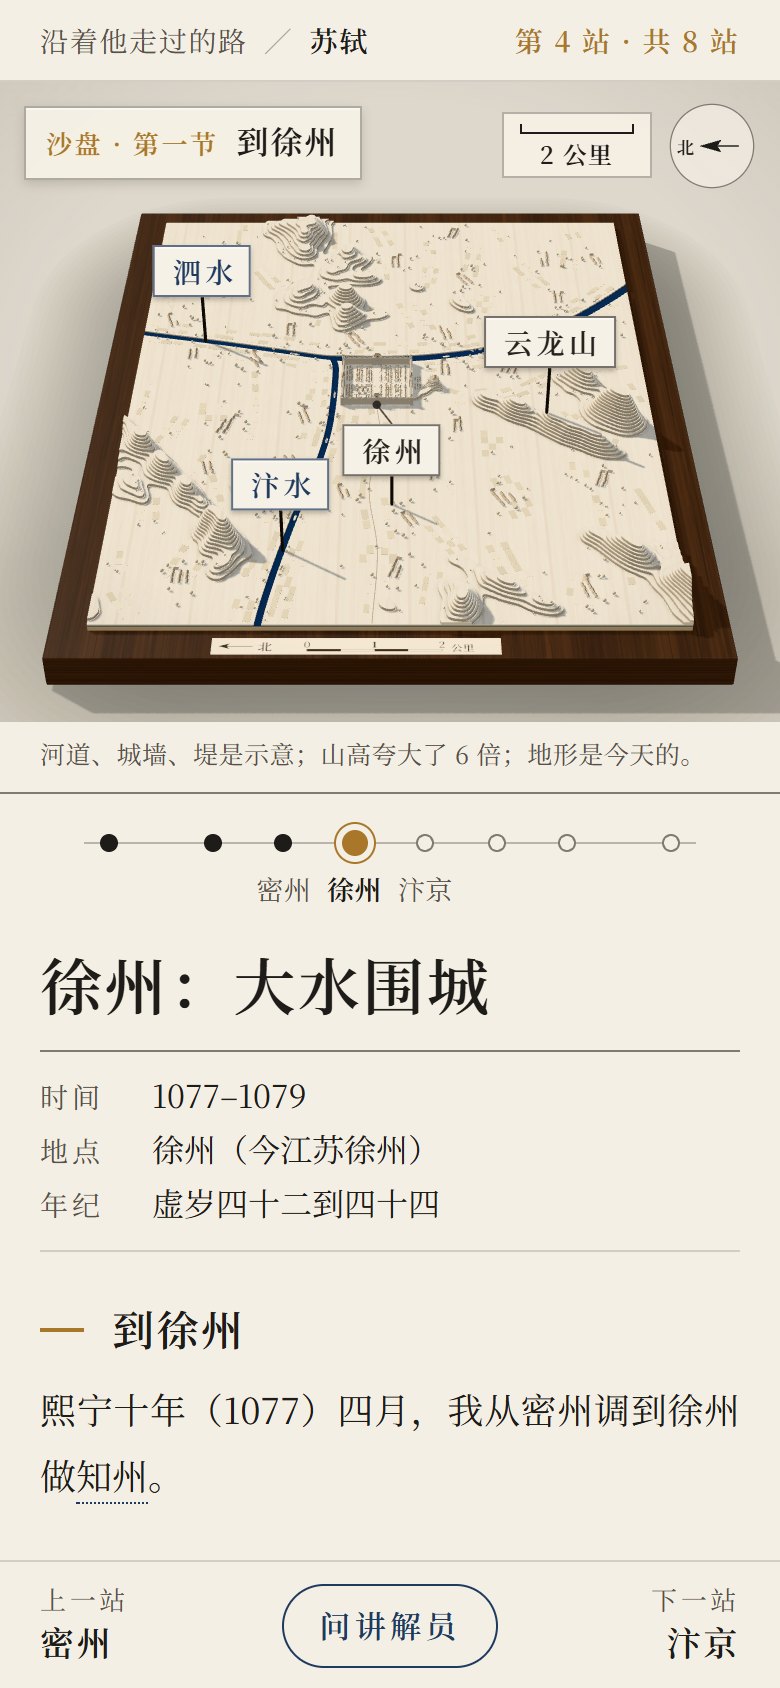 沿着他走过的路 ／ 苏轼
第 4 站 · 共 8 站
沙盘 · 第一节 到徐州
2 公里
北
泗水
云龙山
徐州
汴水
北 0 1 2 公里
河道、城墙、堤是示意；山高夸大了 6 倍；地形是今天的。
密州 徐州 汴京
徐州：大水围城
时间 1077–1079
地点 徐州（今江苏徐州）
年纪 虚岁四十二到四十四
到徐州
熙宁十年（1077）四月，我从密州调到徐州
做知州。
上一站
密州
问讲解员
下一站
汴京